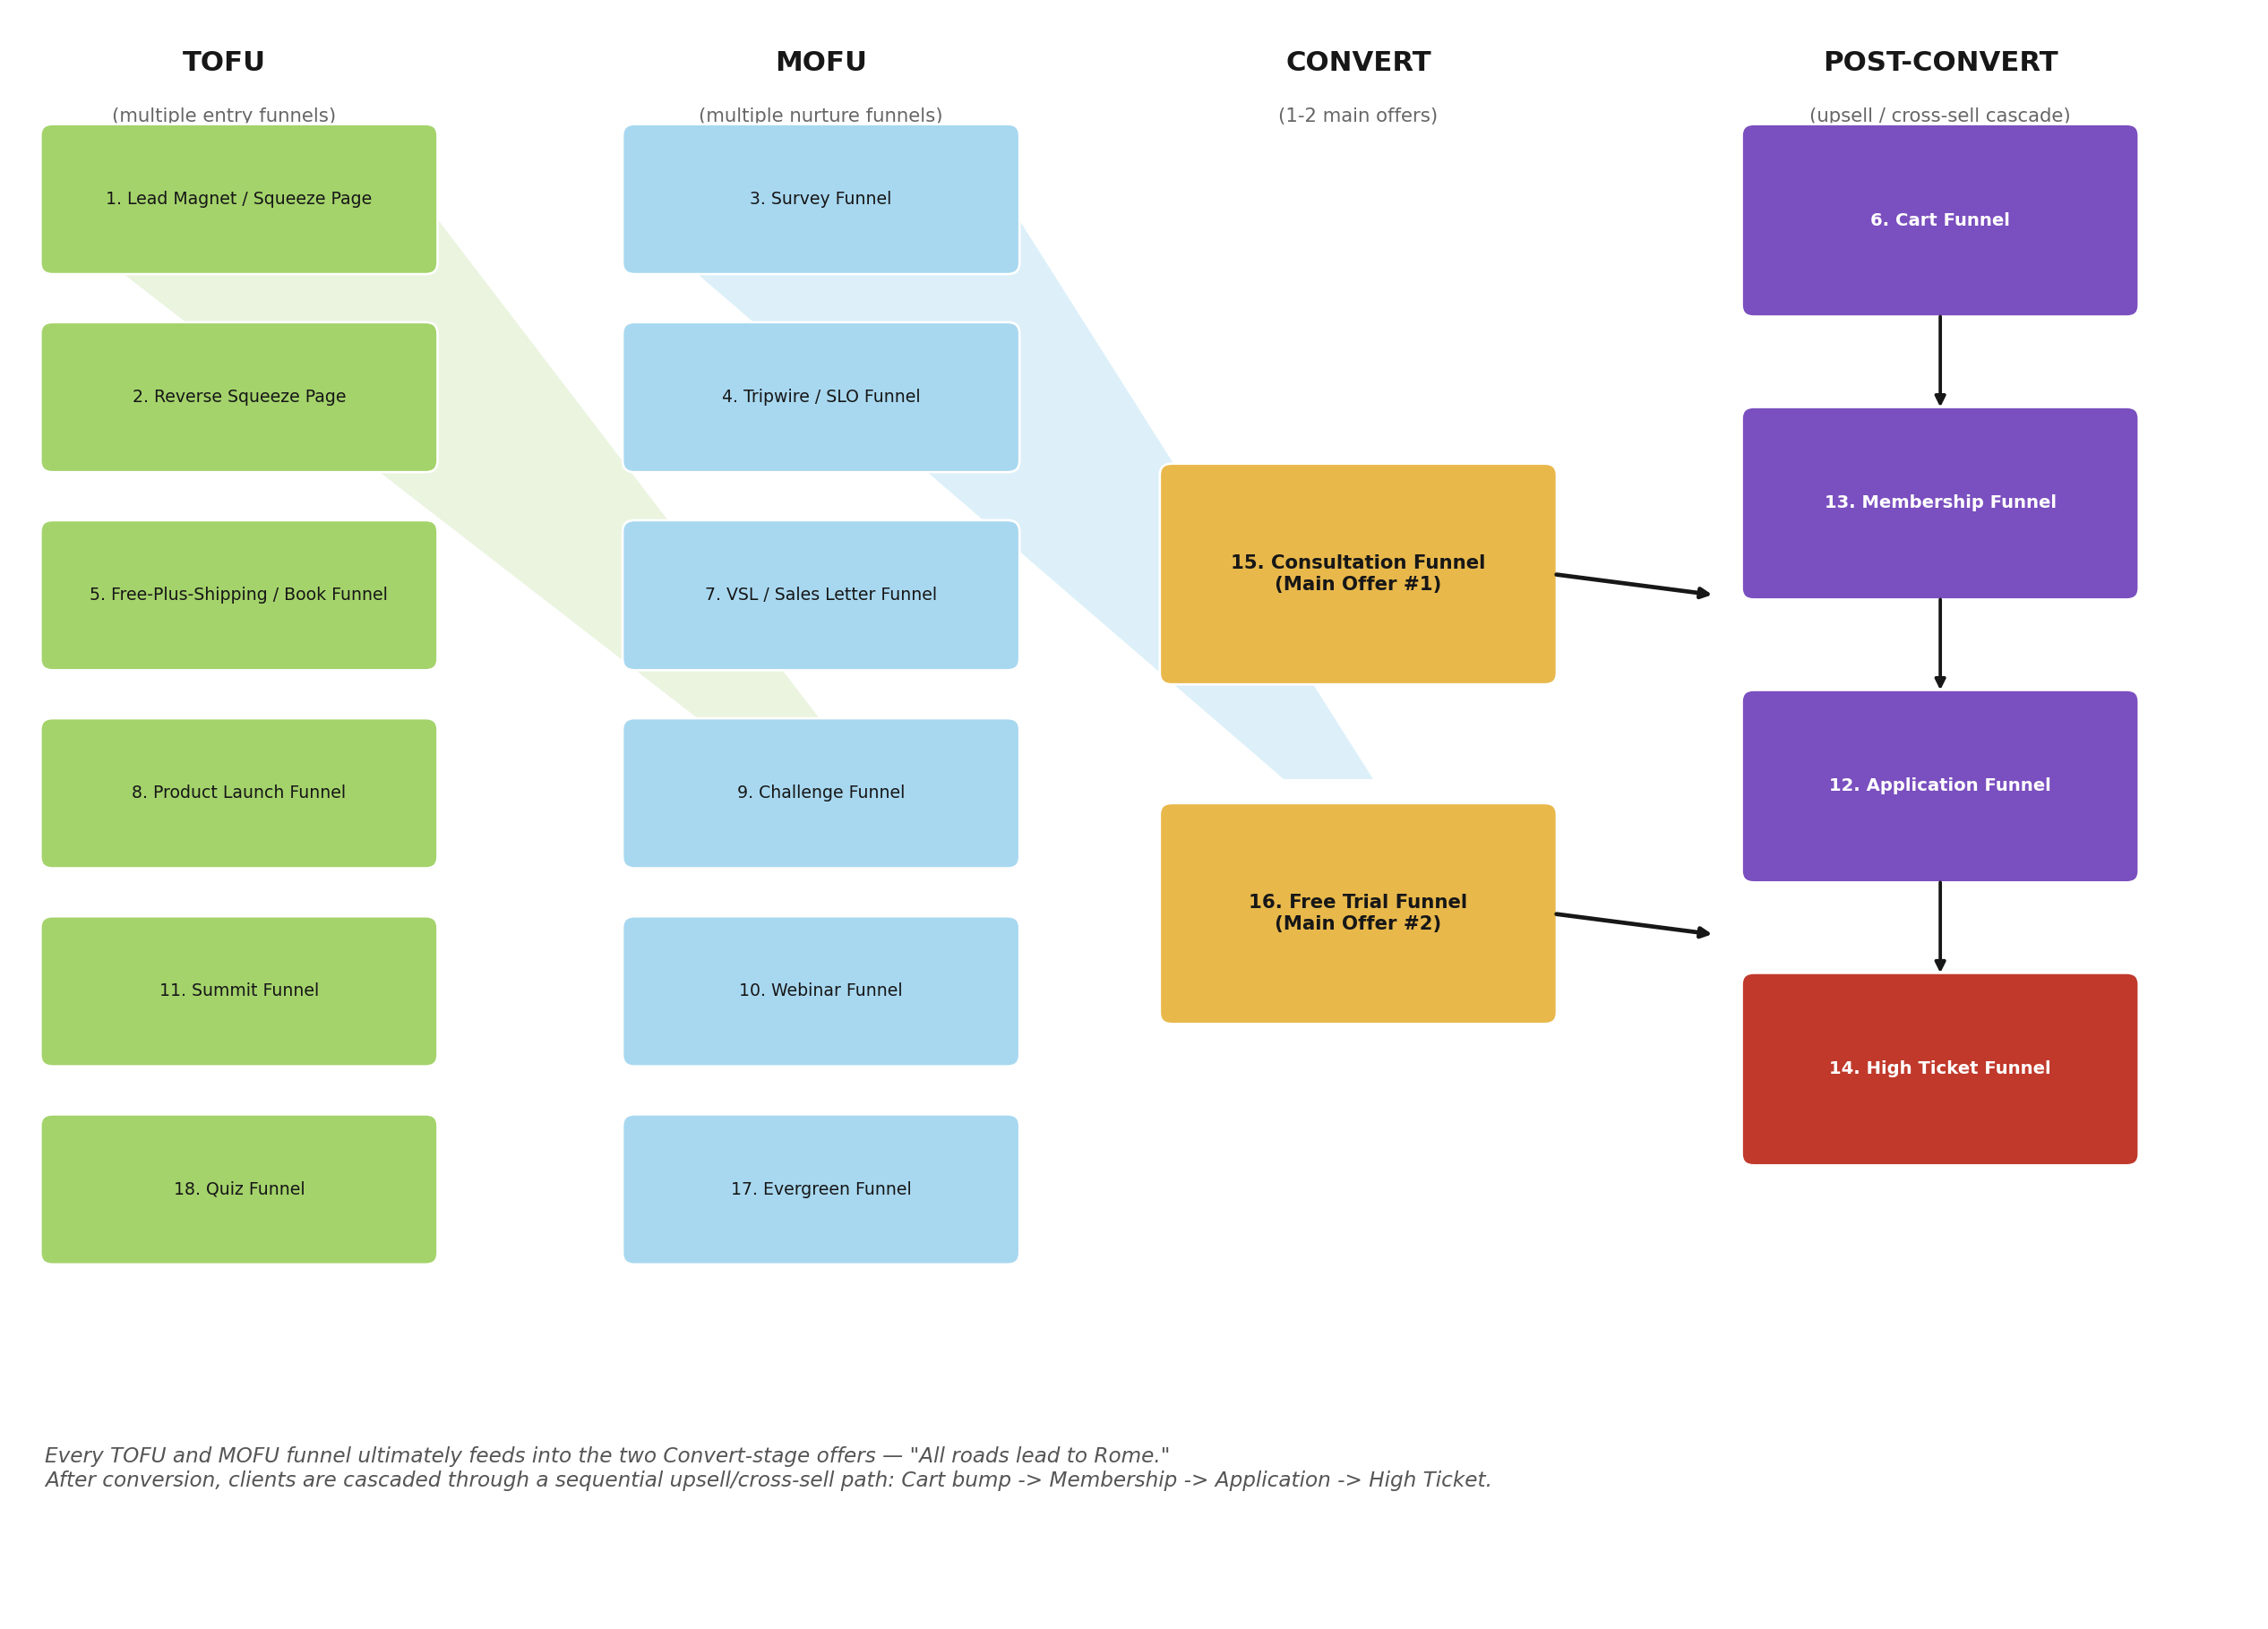 TOFU
(multiple entry funnels)
1. Lead Magnet / Squeeze Page
2. Reverse Squeeze Page
5. Free-Plus-Shipping / Book Funnel
8. Product Launch Funnel
11. Summit Funnel
18. Quiz Funnel
MOFU
(multiple nurture funnels)
3. Survey Funnel
4. Tripwire / SLO Funnel
7. VSL / Sales Letter Funnel
9. Challenge Funnel
10. Webinar Funnel
17. Evergreen Funnel
CONVERT
(1-2 main offers)
15. Consultation Funnel
(Main Offer #1)
16. Free Trial Funnel
(Main Offer #2)
POST-CONVERT
(upsell / cross-sell cascade)
6. Cart Funnel
13. Membership Funnel
12. Application Funnel
14. High Ticket Funnel
Every TOFU and MOFU funnel ultimately feeds into the two Convert-stage offers — "All roads lead to Rome."
After conversion, clients are cascaded through a sequential upsell/cross-sell path: Cart bump -> Membership -> Application -> High Ticket.